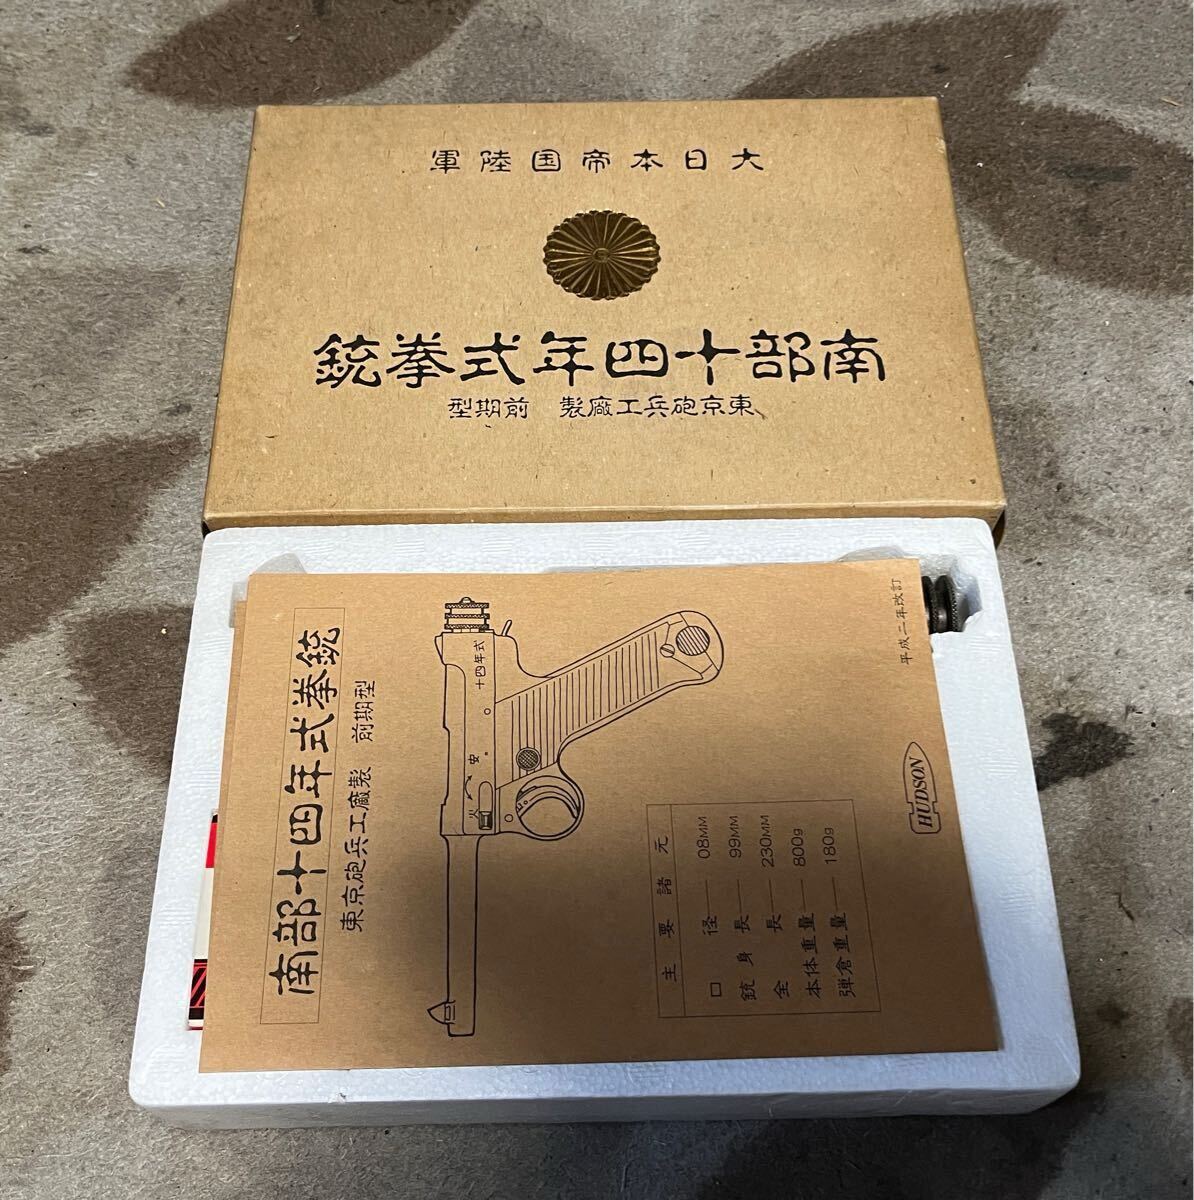 大日本帝国陸軍
南部十四年式拳銃
東京砲兵工廠製 前期型
南部十四年式拳銃
東京砲兵工廠製 前期型
十四年式
安
火
主要諸元
口径 08MM
銃身長 99MM
全長 230MM
本体重量 800g
弾倉重量 180g
平成二年改訂
HUDSON